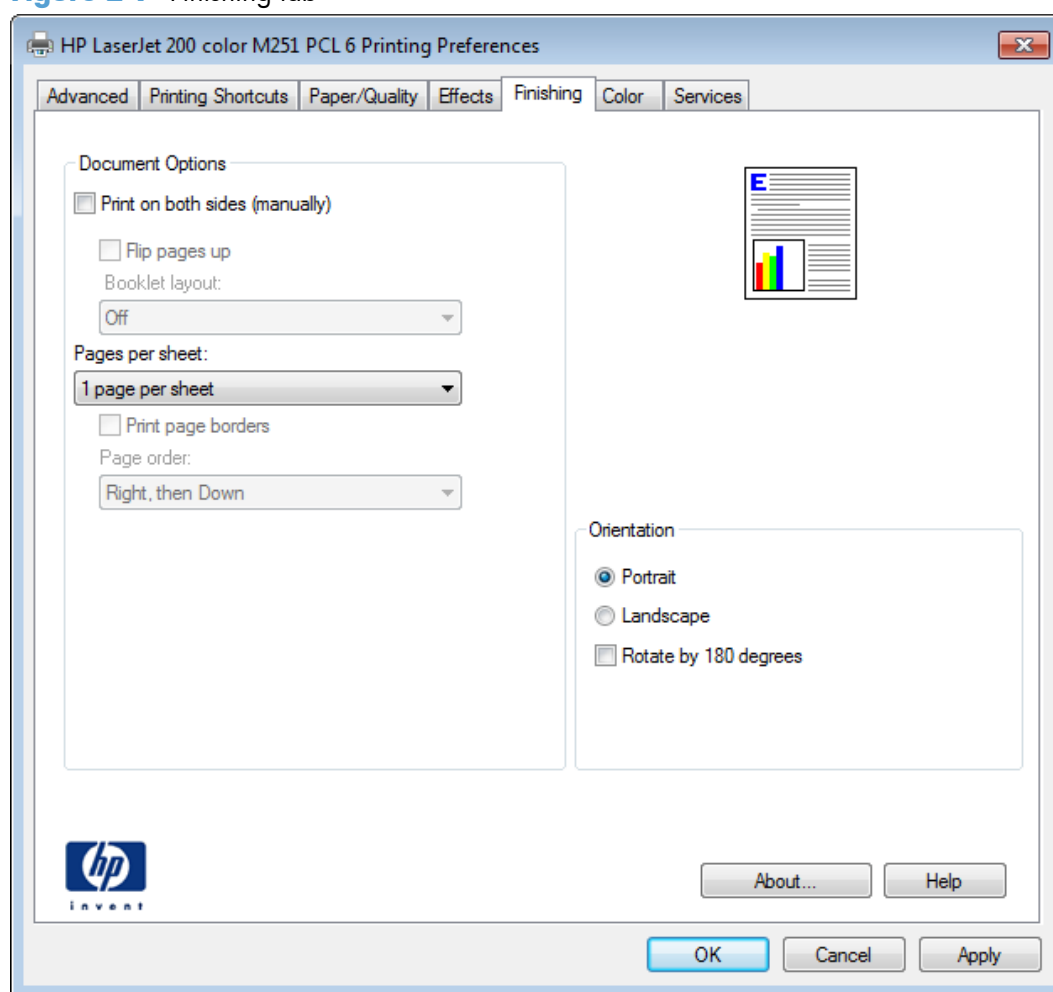 Finishing tab
HP LaserJet 200 color M251 PCL 6 Printing Preferences
Advanced Printing Shortcuts Paper/Quality Effects Finishing Color Services
Document Options
Print on both sides (manually)
Flip pages up
Booklet layout:
Off
Pages per sheet:
1 page per sheet
Print page borders
Page order:
Right, then Down
E
Orientation
Portrait
Landscape
Rotate by 180 degrees
hp
invent
About... Help
OK Cancel Apply